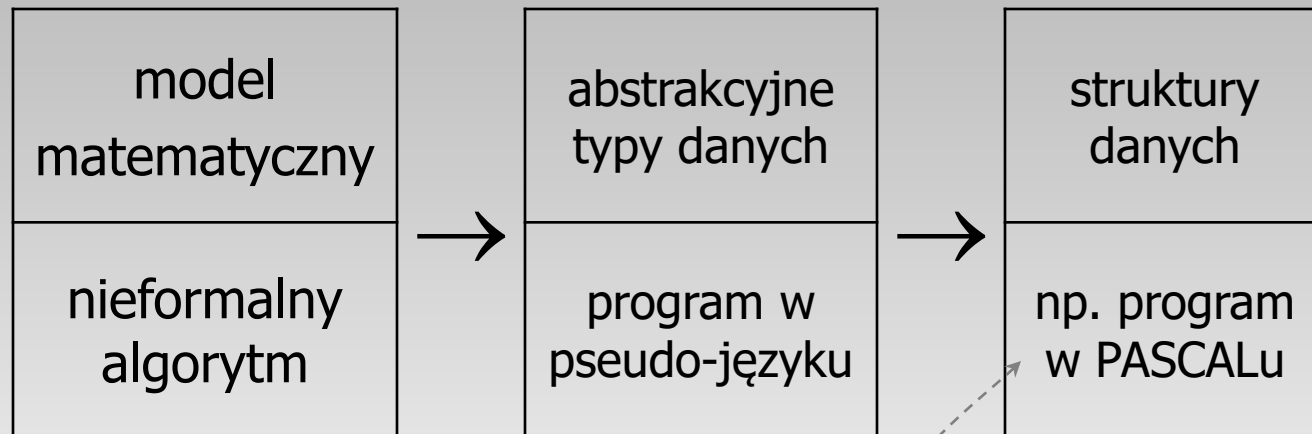 model
matematyczny
nieformalny
algorytm
→
abstrakcyjne
typy danych
program w
pseudo-języku
→
struktury
danych
np. program
w PASCALu